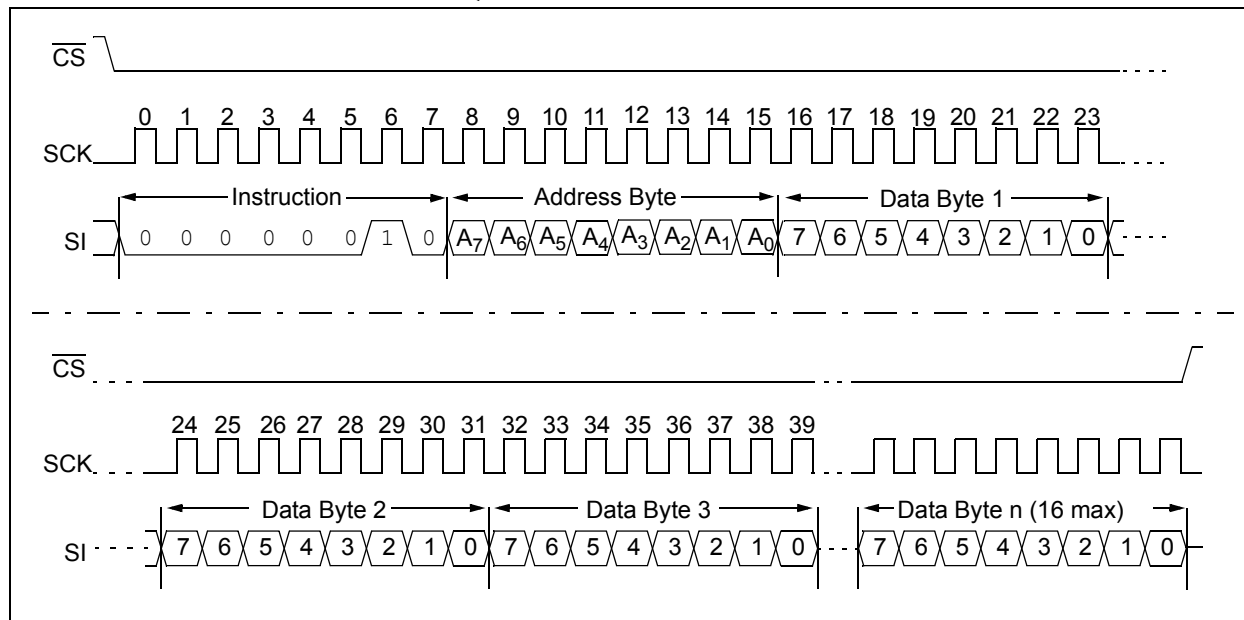 CS
0 1 2 3 4 5 6 7 8 9 10 11 12 13 14 15 16 17 18 19 20 21 22 23
SCK
Instruction Address Byte Data Byte 1
SI 0 0 0 0 0 0 1 0 A7 A6 A5 A4 A3 A2 A1 A0 7 6 5 4 3 2 1 0
CS
24 25 26 27 28 29 30 31 32 33 34 35 36 37 38 39
SCK
Data Byte 2 Data Byte 3 Data Byte n (16 max)
SI 7 6 5 4 3 2 1 0 7 6 5 4 3 2 1 0 7 6 5 4 3 2 1 0